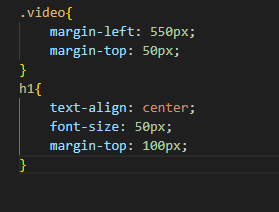 .video{
    margin-left: 550px;
    margin-top: 50px;
}
h1{
    text-align: center;
    font-size: 50px;
    margin-top: 100px;
}